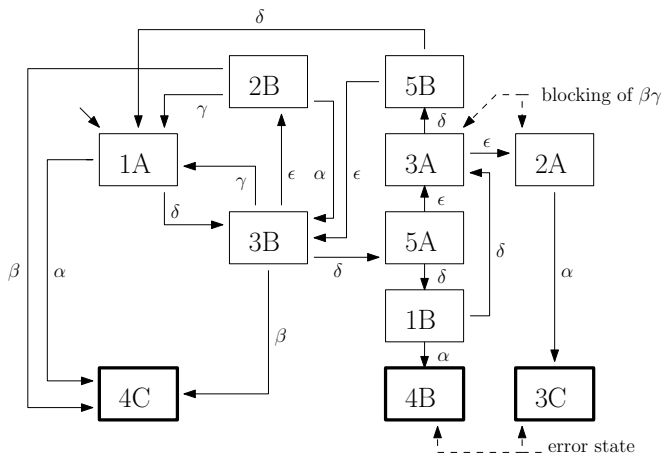 δ
2B
5B
blocking of βγ
γ
δ
1A
3A
ϵ
2A
γ
ϵ
α
ϵ
δ
ϵ
3B
5A
δ
δ
δ
β
α
α
1B
β
α
4C
4B
3C
error state